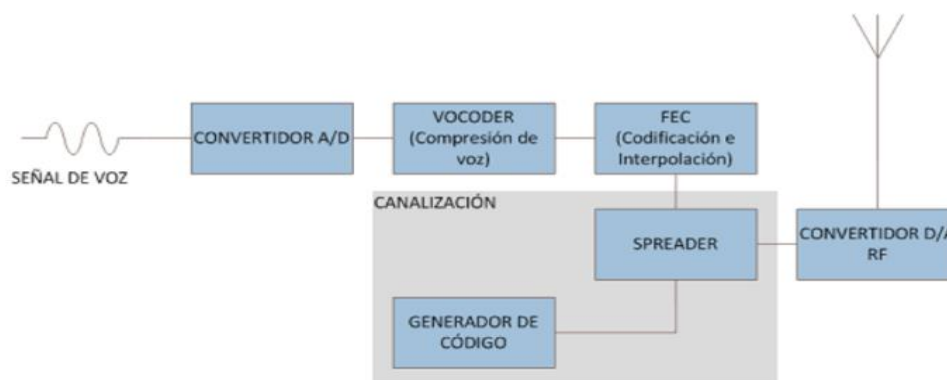 SEÑAL DE VOZ
CONVERTIDOR A/D
VOCODER
(Compresión de
voz)
FEC
(Codificación e
Interpolación)
CANALIZACIÓN
SPREADER
CONVERTIDOR D/A
RF
GENERADOR DE
CÓDIGO